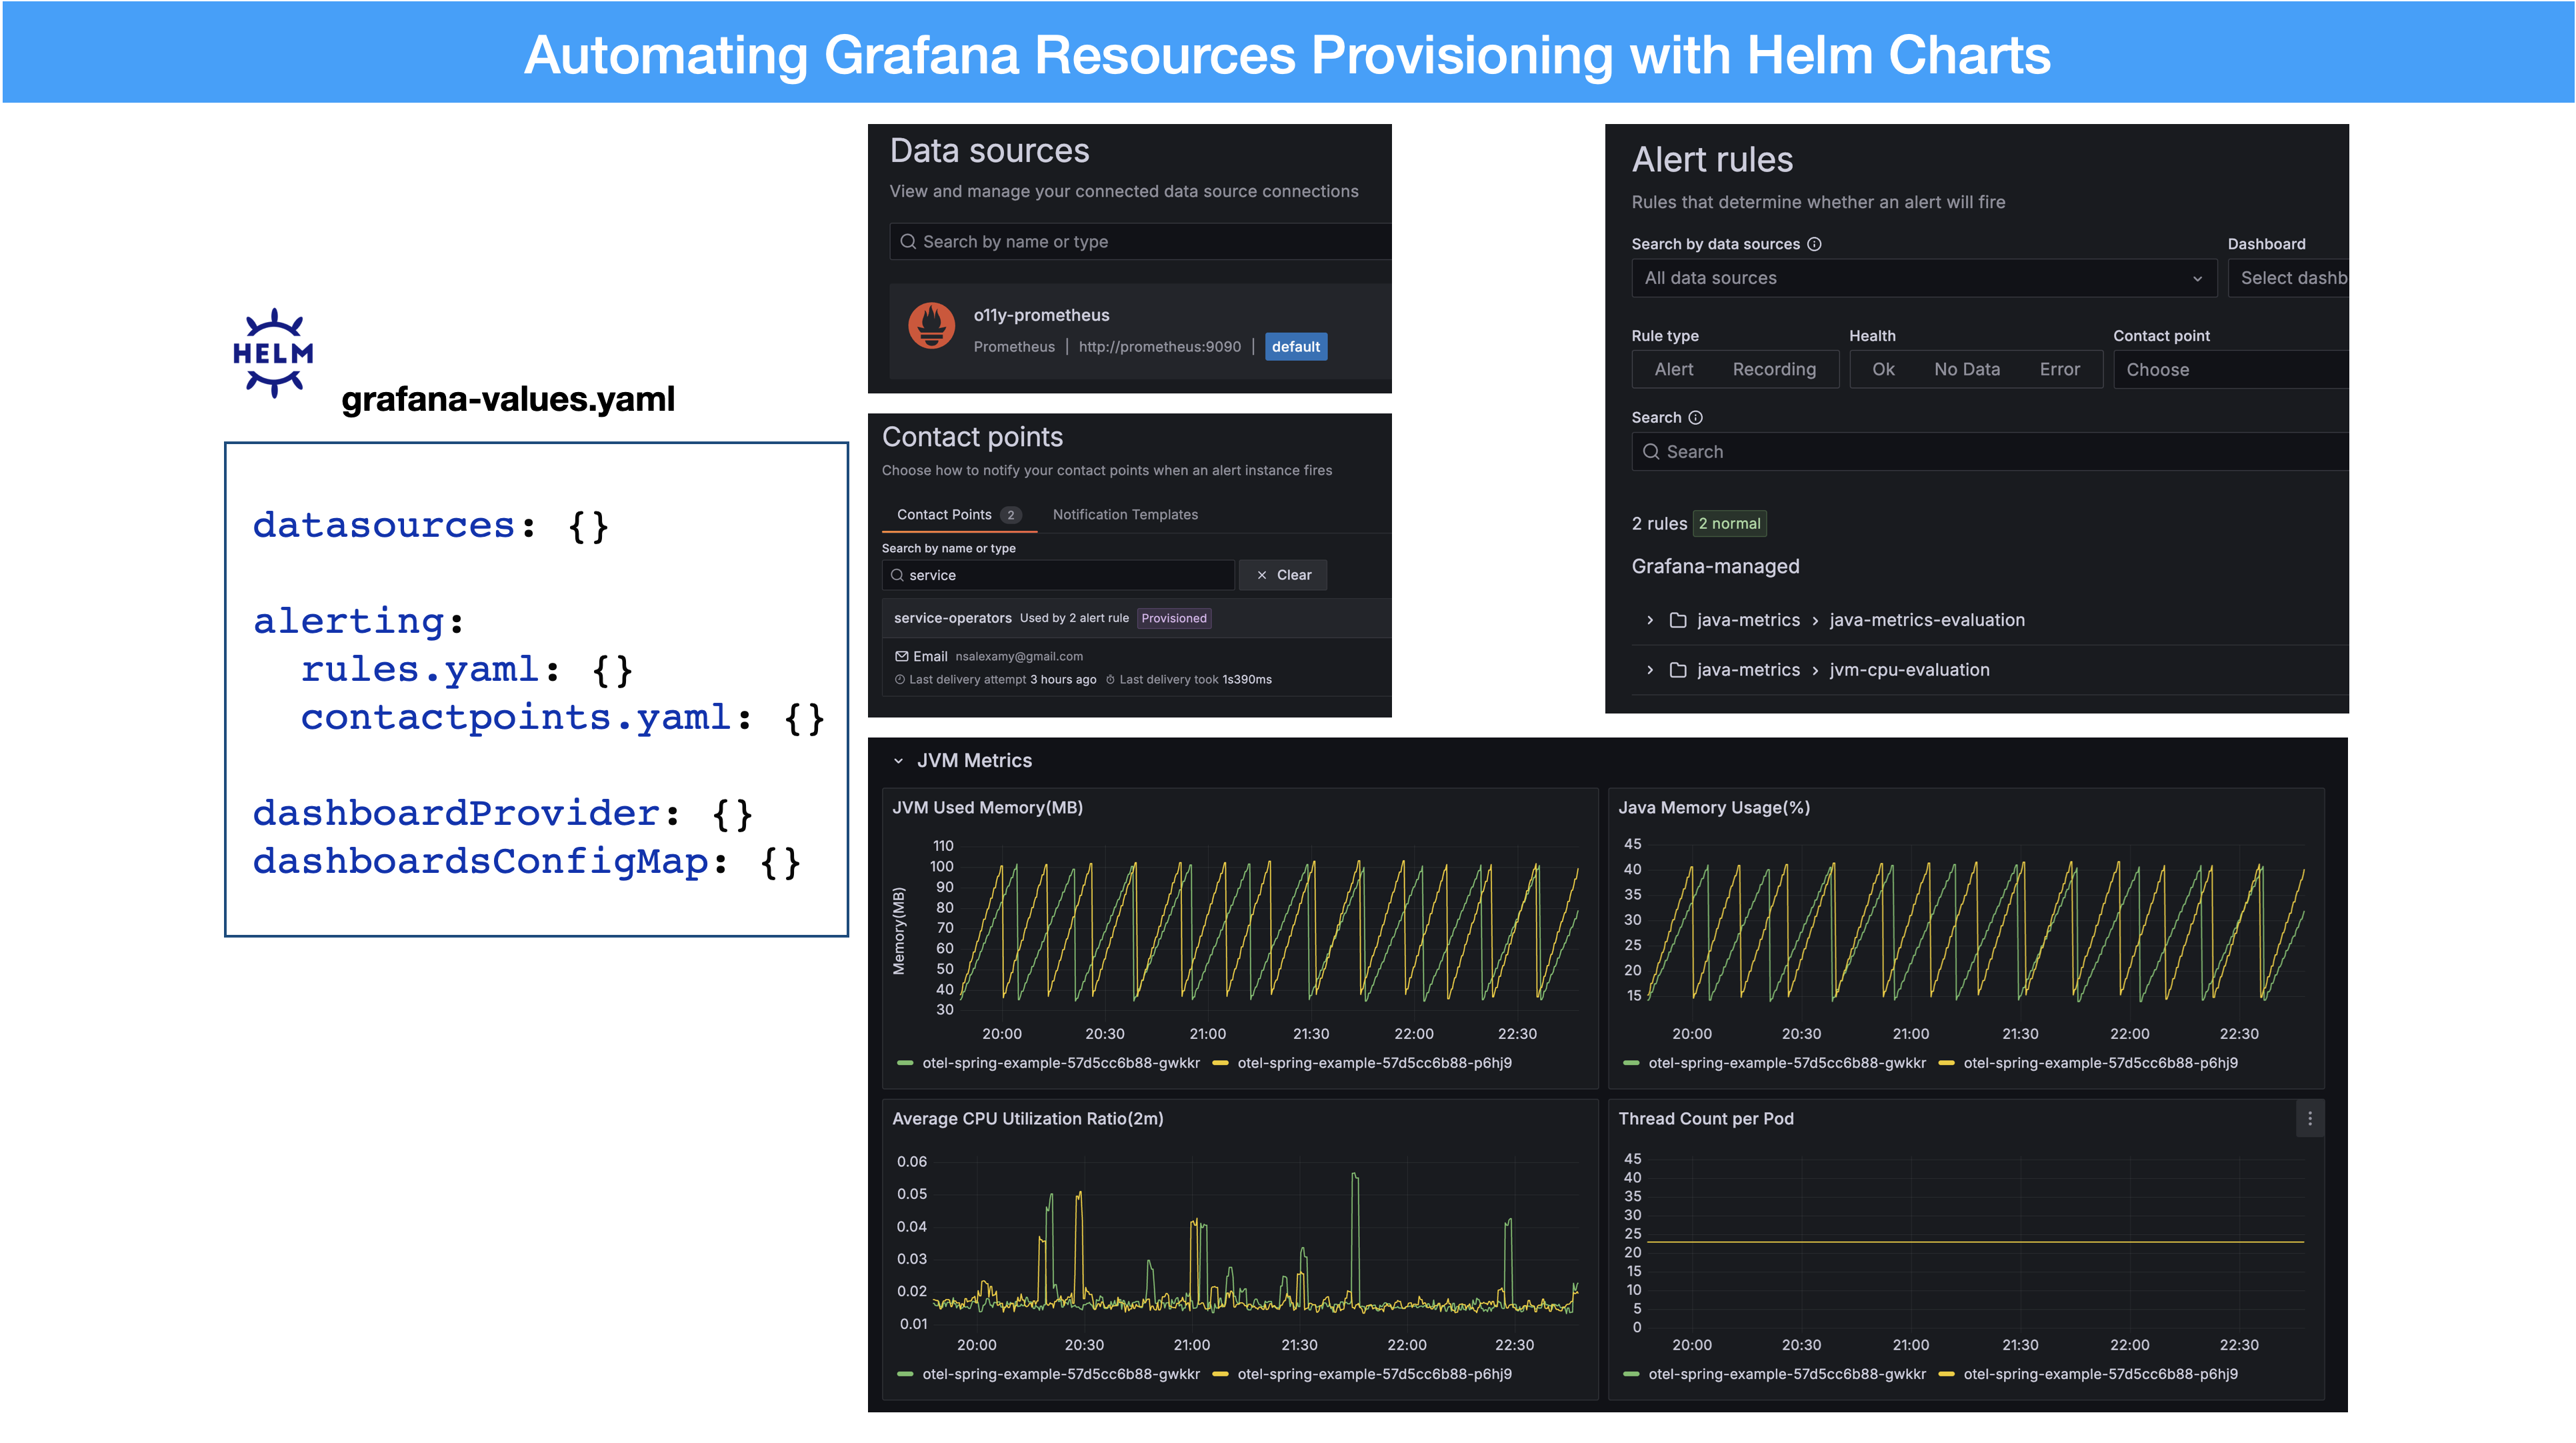 Automating Grafana Resources Provisioning with Helm Charts
HELM
grafana-values.yaml
datasources: {}
alerting:
rules.yaml: {}
contactpoints.yaml: {}
dashboardProvider: {}
dashboardsConfigMap: {}
Data sources
View and manage your connected data source connections
Search by name or type
o11y-prometheus
Prometheus | http://prometheus:9090 | default
Contact points
Choose how to notify your contact points when an alert instance fires
Contact Points 2 Notification Templates
Search by name or type
service Clear
service-operators Used by 2 alert rule Provisioned
Email nsalexamy@gmail.com
Last delivery attempt 3 hours ago Last delivery took 1s390ms
Alert rules
Rules that determine whether an alert will fire
Search by data sources Dashboard
All data sources Select dashb
Rule type Health Contact point
Alert Recording Ok No Data Error Choose
Search
Search
2 rules 2 normal
Grafana-managed
java-metrics > java-metrics-evaluation
java-metrics > jvm-cpu-evaluation
JVM Metrics
JVM Used Memory(MB)
Memory(MB)
110
100
90
80
70
60
50
40
30
20:00 20:30 21:00 21:30 22:00 22:30
otel-spring-example-57d5cc6b88-gwkkr otel-spring-example-57d5cc6b88-p6hj9
Java Memory Usage(%)
45
40
35
30
25
20
15
20:00 20:30 21:00 21:30 22:00 22:30
otel-spring-example-57d5cc6b88-gwkkr otel-spring-example-57d5cc6b88-p6hj9
Average CPU Utilization Ratio(2m)
0.06
0.05
0.04
0.03
0.02
0.01
20:00 20:30 21:00 21:30 22:00 22:30
otel-spring-example-57d5cc6b88-gwkkr otel-spring-example-57d5cc6b88-p6hj9
Thread Count per Pod
45
40
35
30
25
20
15
10
5
0
20:00 20:30 21:00 21:30 22:00 22:30
otel-spring-example-57d5cc6b88-gwkkr otel-spring-example-57d5cc6b88-p6hj9